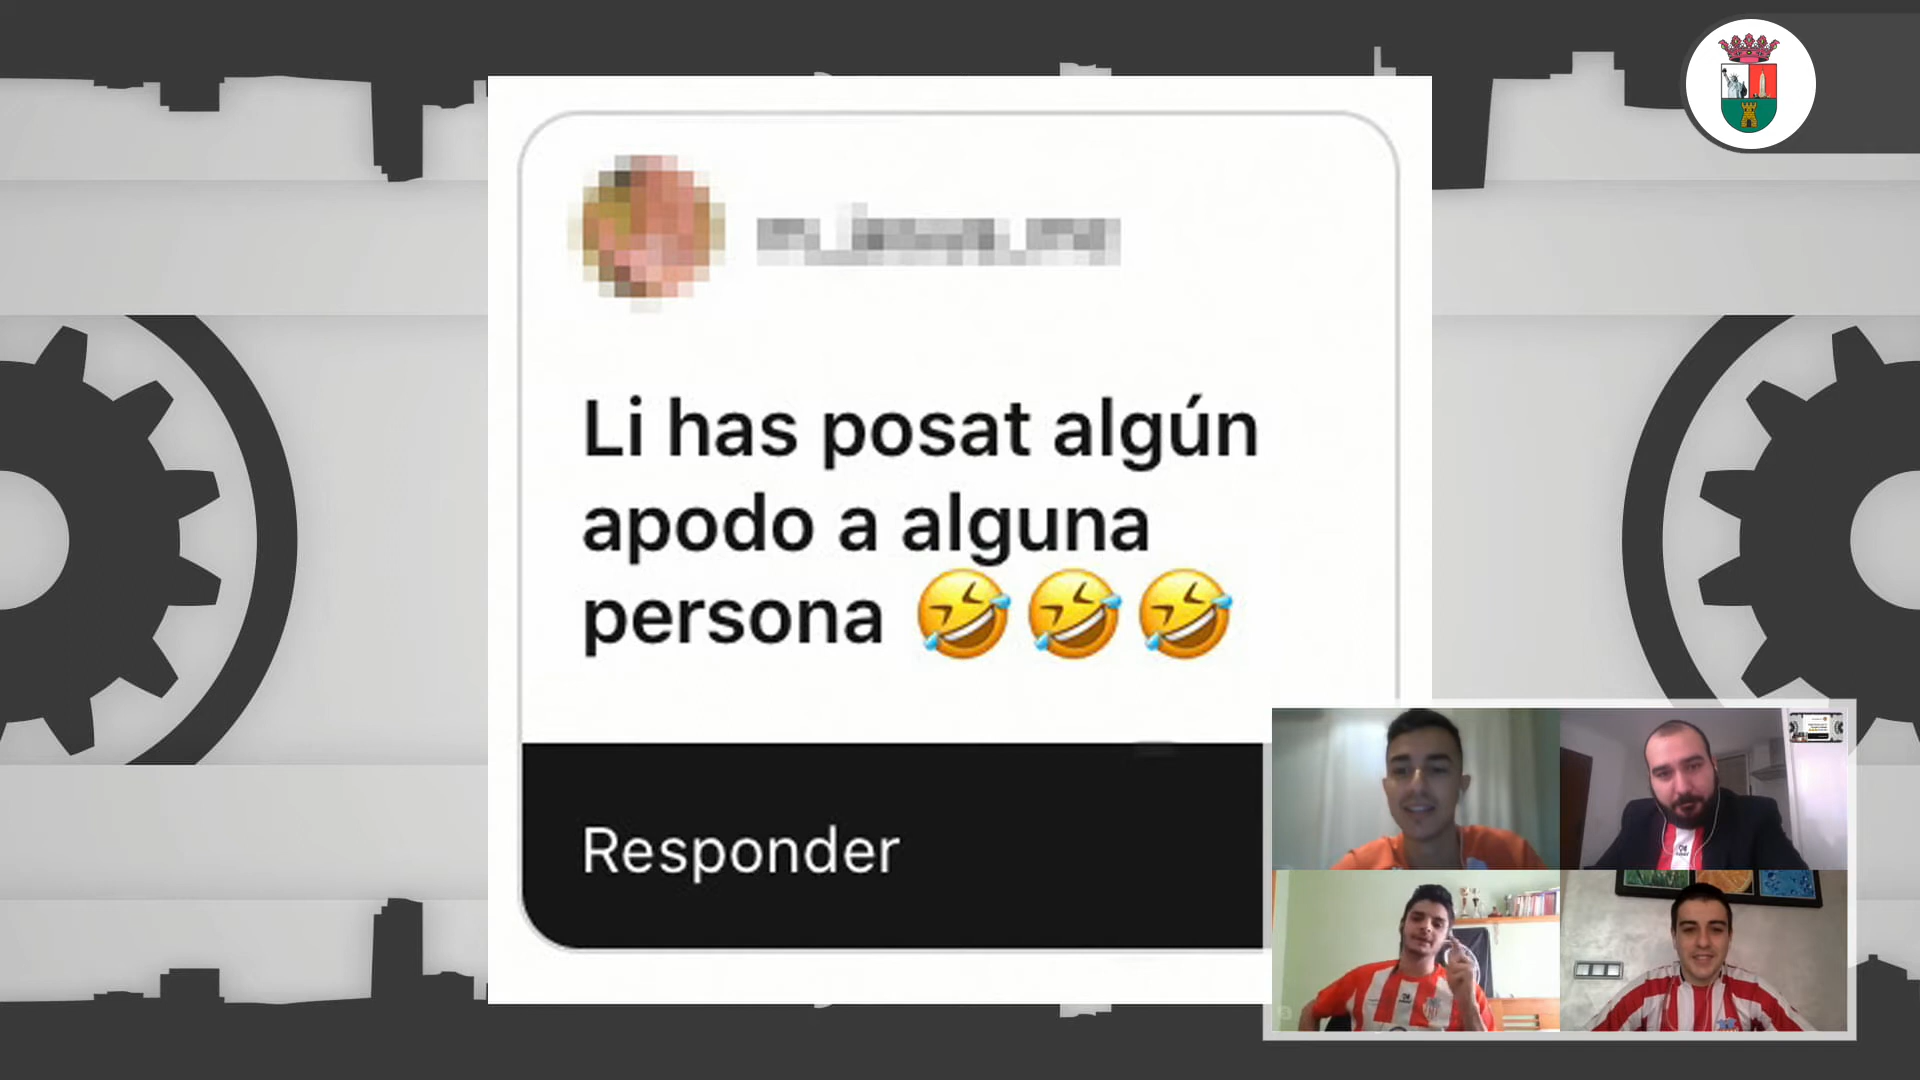 Li has posat algún
apodo a alguna
persona 🤣🤣🤣
Responder